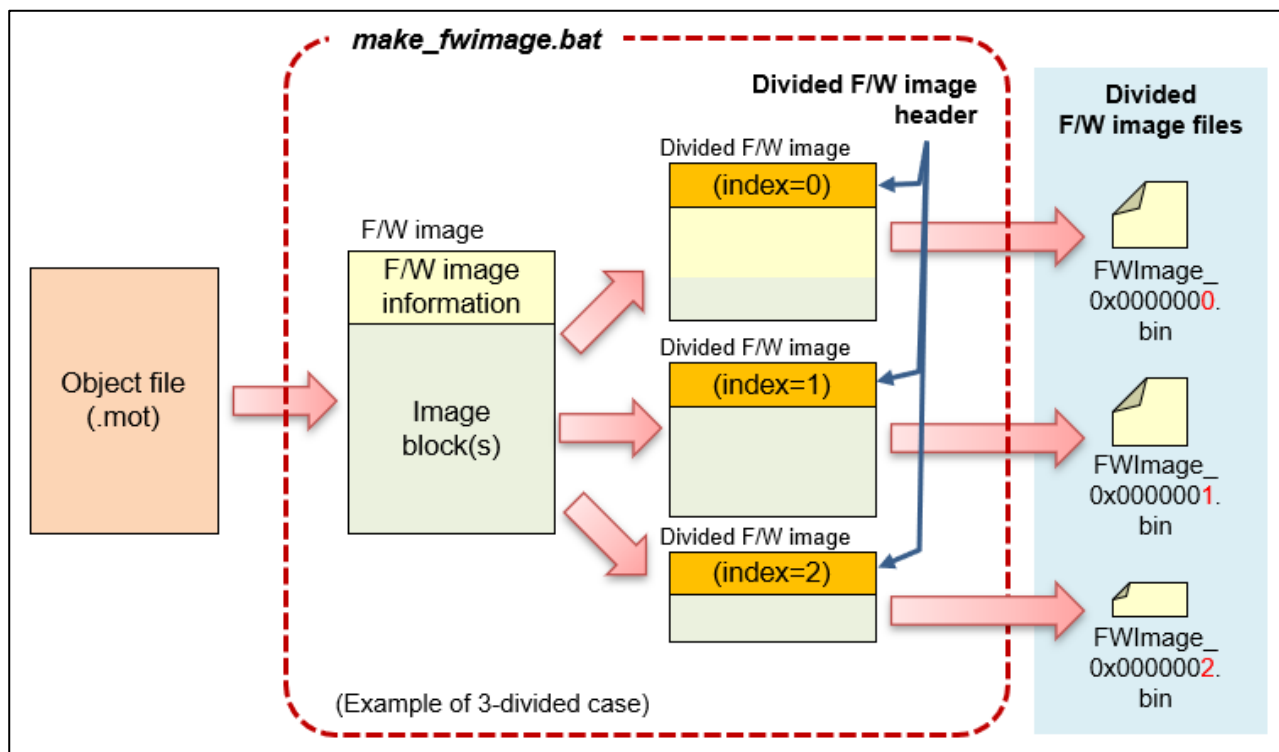 make_fwimage.bat
Divided F/W image
header
Divided
F/W image files
Object file
(.mot)
F/W image
F/W image
information
Image
block(s)
Divided F/W image
(index=0)
Divided F/W image
(index=1)
Divided F/W image
(index=2)
FWImage_
0x0000000.
bin
FWImage_
0x0000001.
bin
FWImage_
0x0000002.
bin
(Example of 3-divided case)